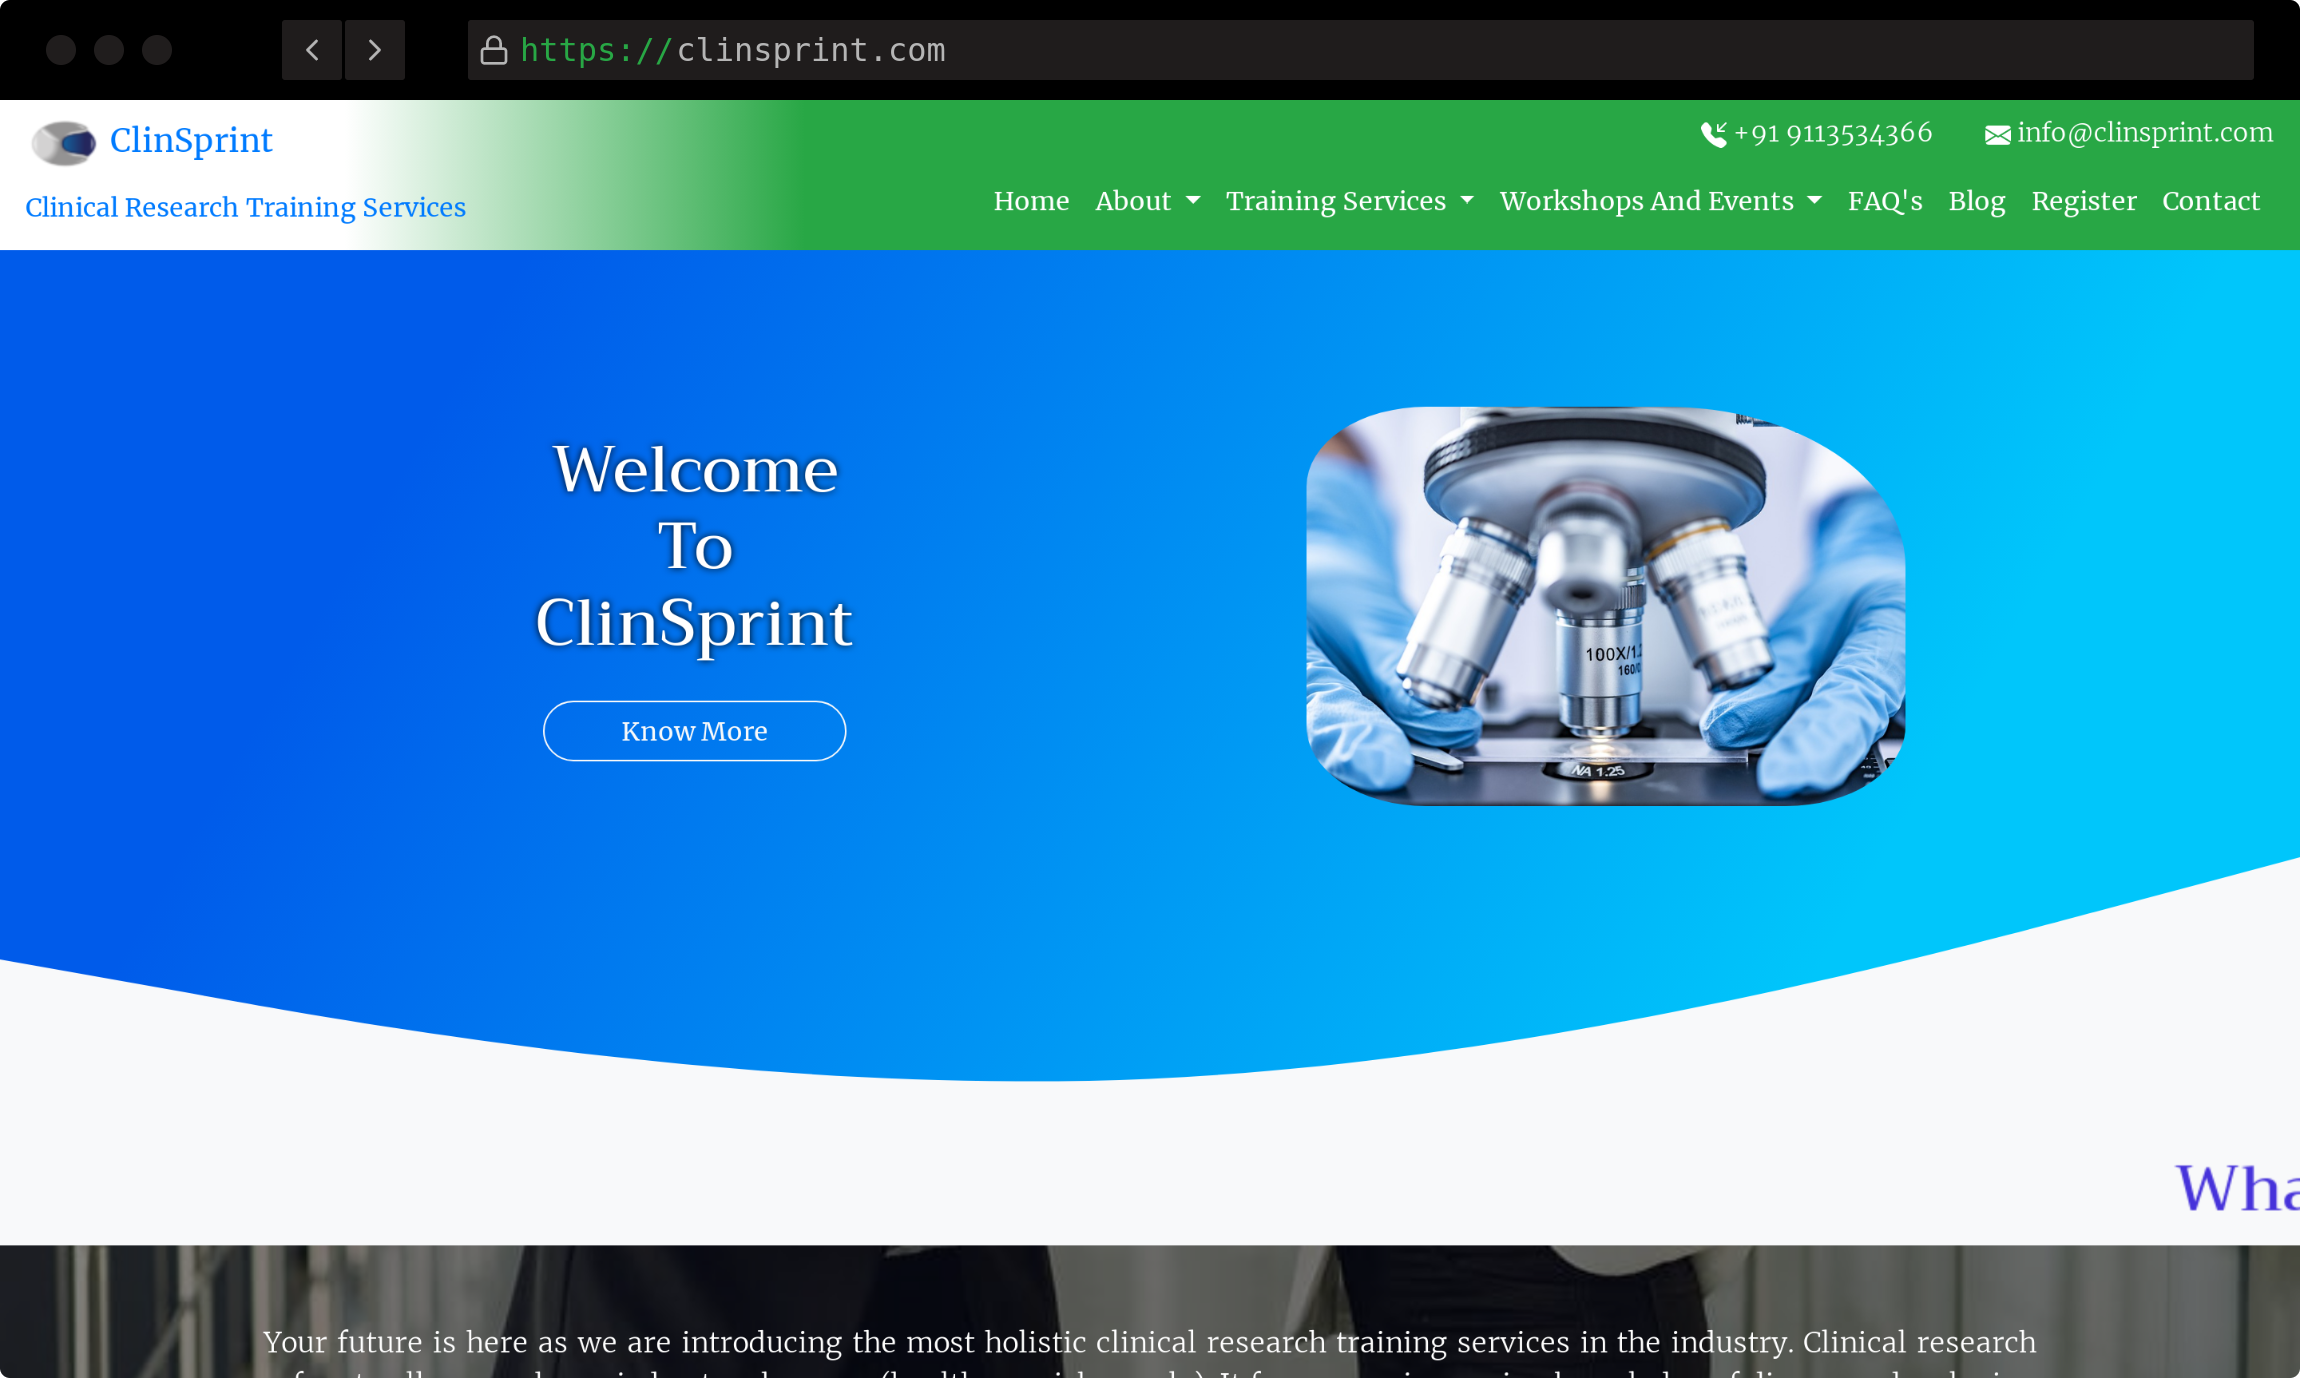 https://clinsprint.com
ClinSprint
+91 9113534366 info@clinsprint.com
Clinical Research Training Services
Home About Training Services Workshops And Events FAQ's Blog Register Contact
Welcome
To
ClinSprint
Know More
100X/1.2
160/0
NA 1.25
Wha
Your future is here as we are introducing the most holistic clinical research training services in the industry. Clinical research